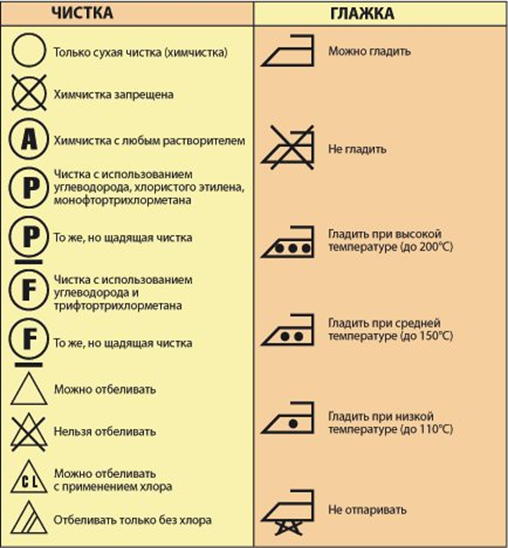 ЧИСТКА
Только сухая чистка (химчистка)
Химчистка запрещена
A
Химчистка с любым растворителем
P
Чистка с использованием
углеводорода, хлористого этилена,
монофтортрихлорметана
P
То же, но щадящая чистка
F
Чистка с использованием
углеводорода и
трифтортрихлорметана
F
То же, но щадящая чистка
Можно отбеливать
Нельзя отбеливать
CL
Можно отбеливать
с применением хлора
Отбеливать только без хлора
ГЛАЖКА
Можно гладить
Не гладить
Гладить при высокой
температуре (до 200°C)
Гладить при средней
температуре (до 150°C)
Гладить при низкой
температуре (до 110°C)
Не отпаривать